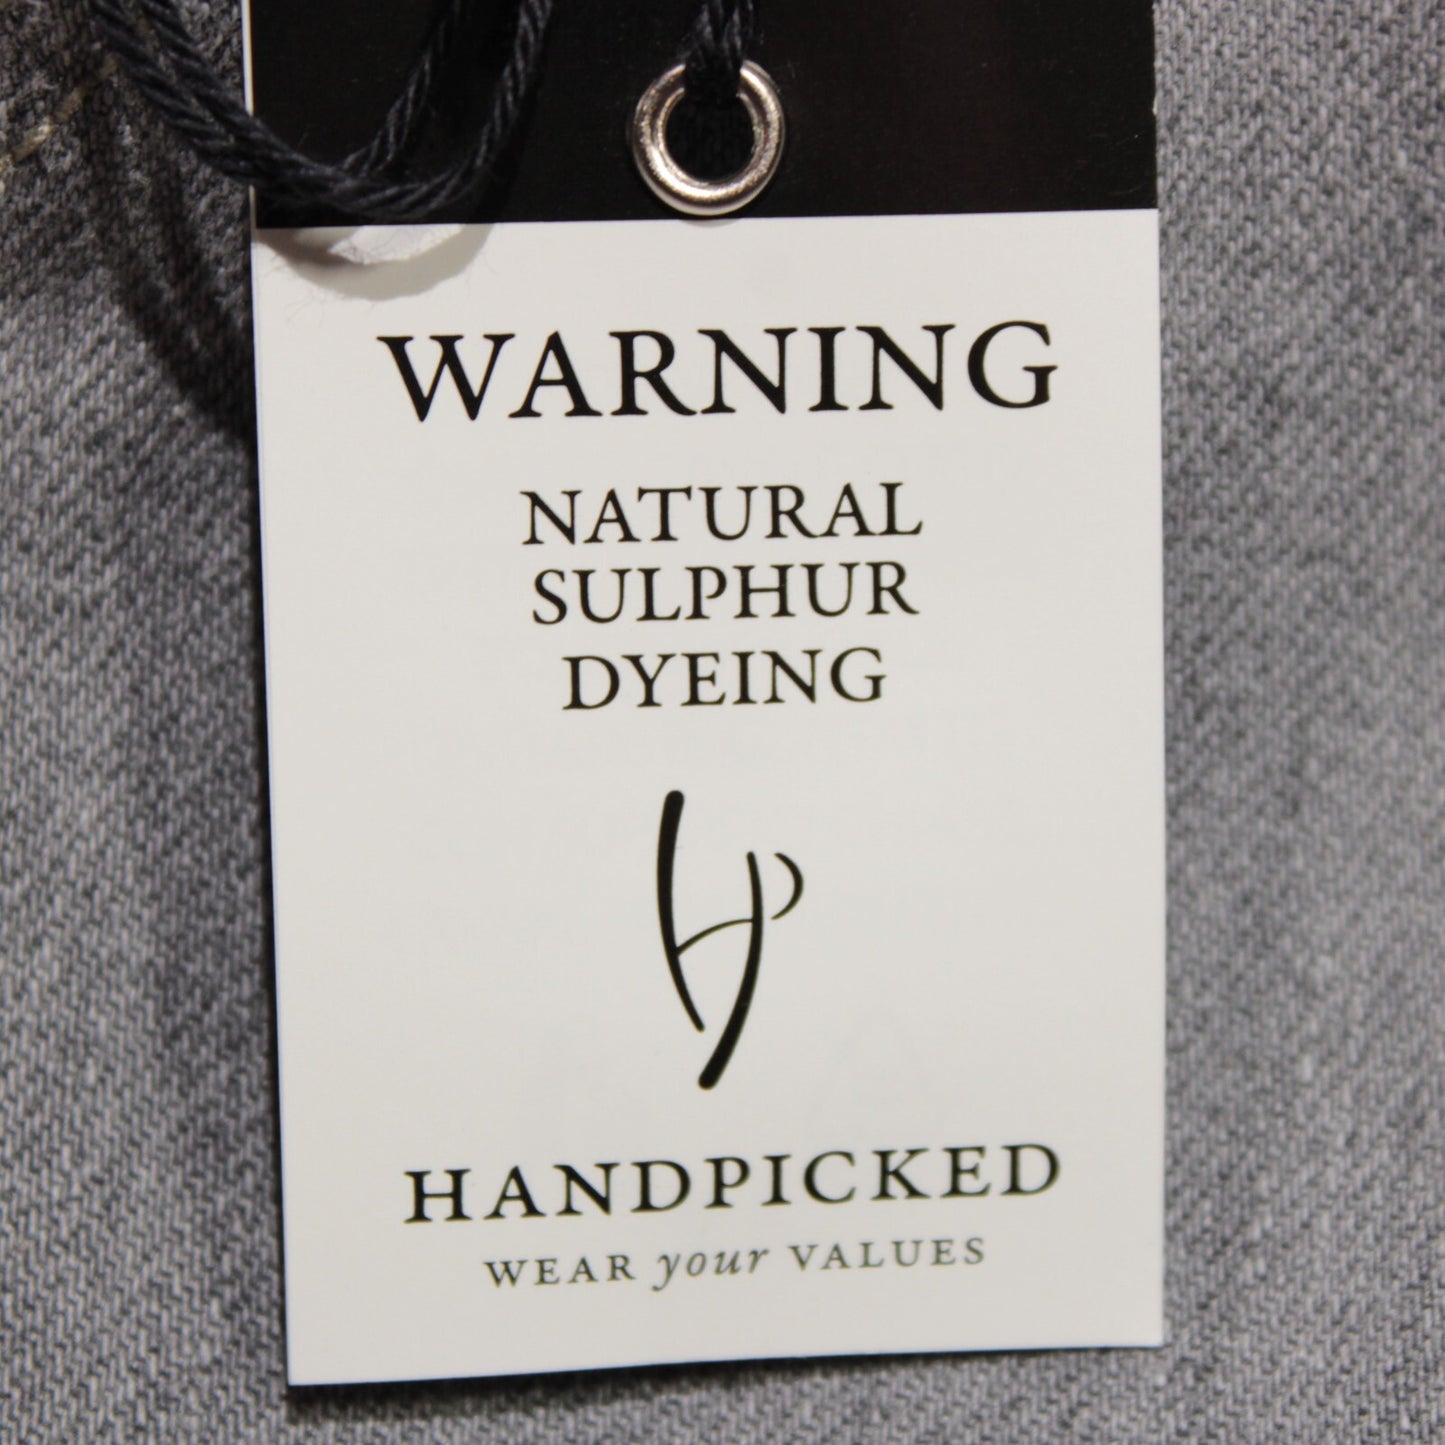 WARNING
NATURAL
SULPHUR
DYEING
HANDPICKED
WEAR your VALUES